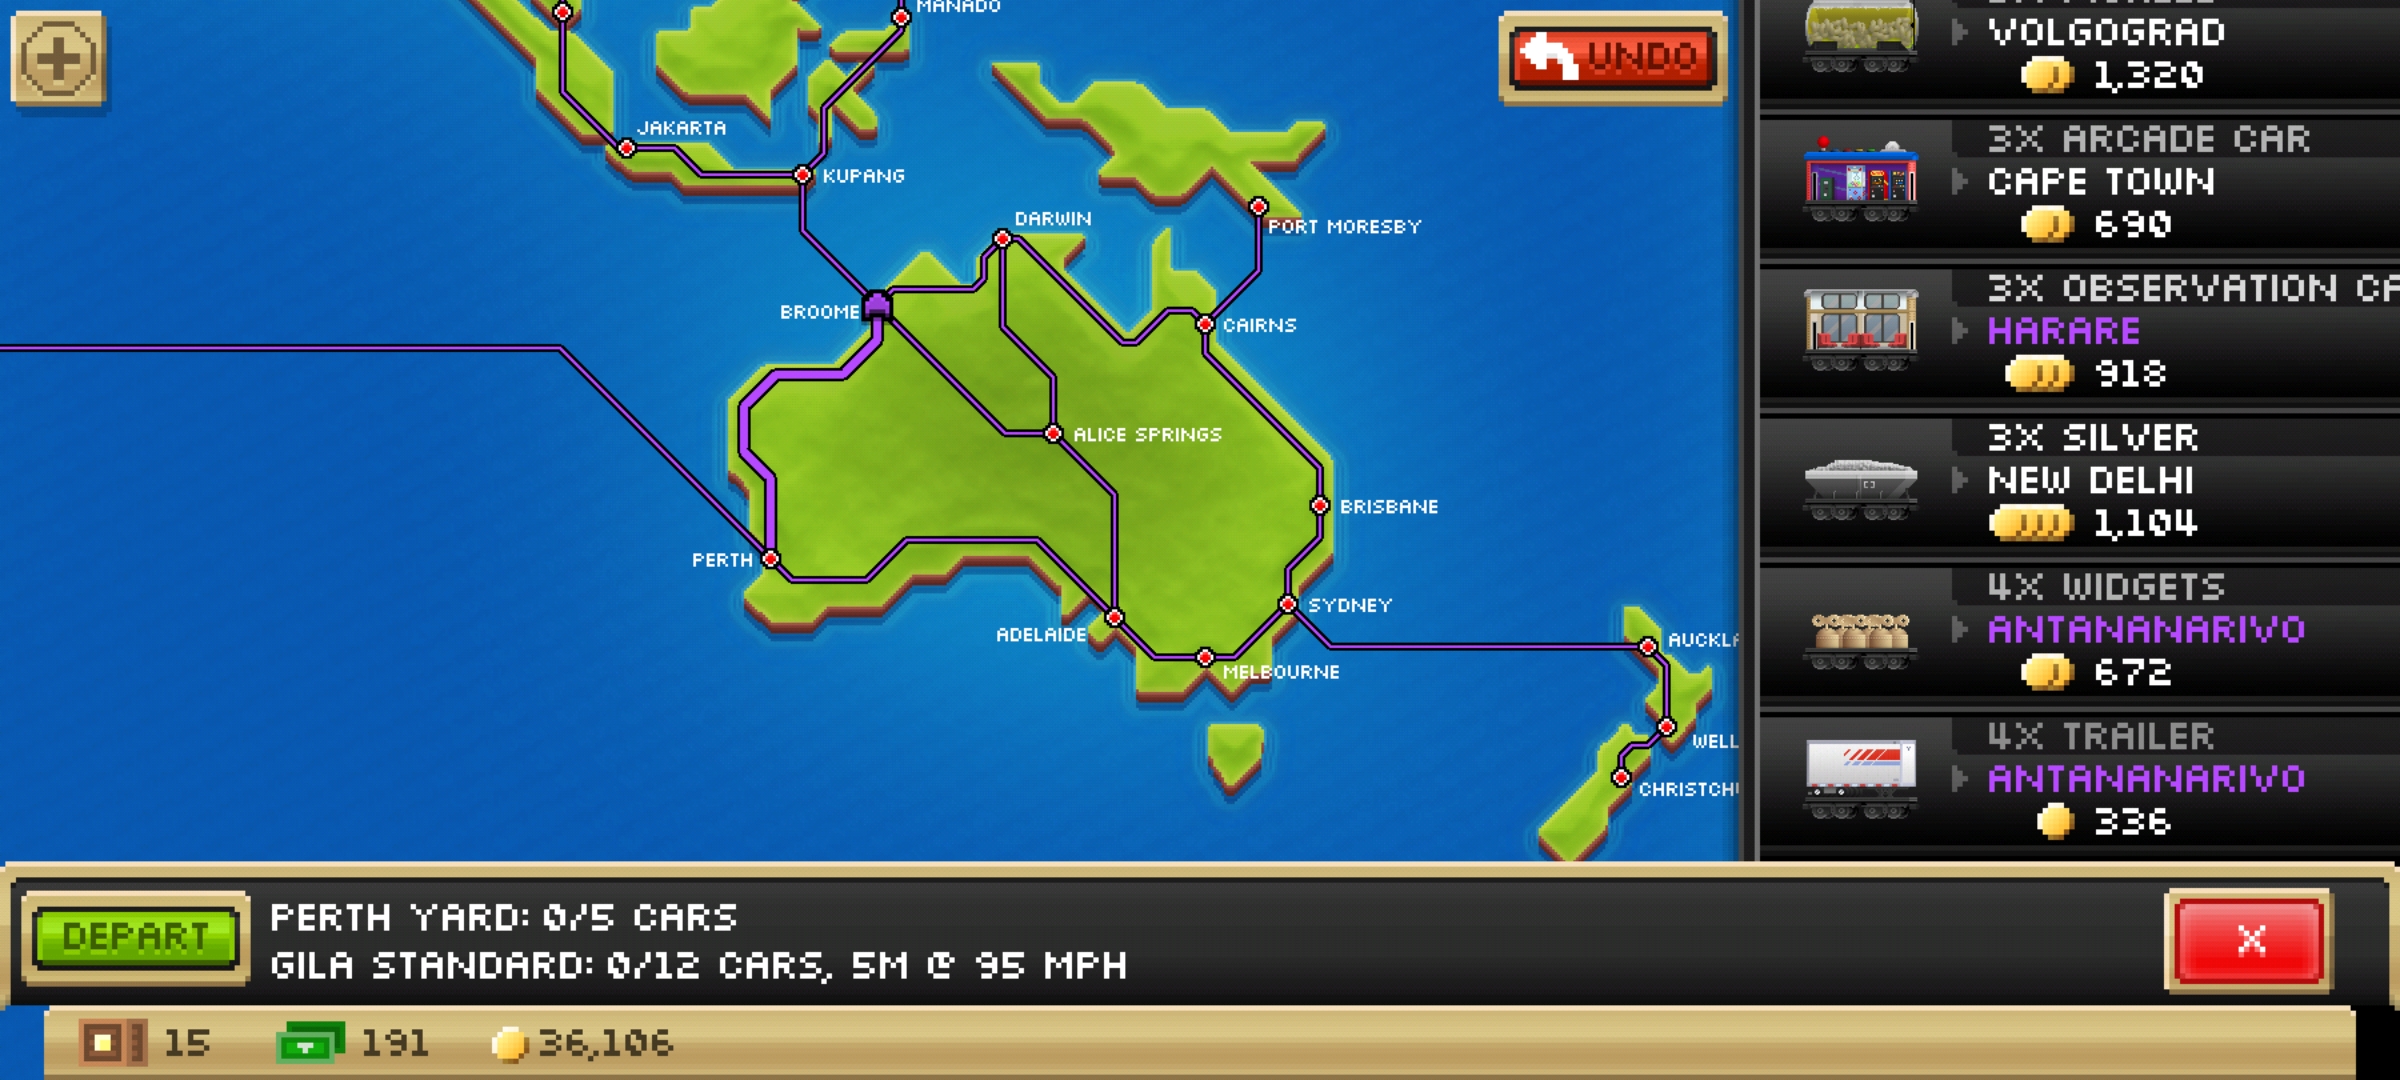 MANADO
UNDO
JAKARTA
KUPANG
DARWIN
PORT MORESBY
BROOME
CAIRNS
ALICE SPRINGS
BRISBANE
PERTH
SYDNEY
ADELAIDE
MELBOURNE
AUCKLA
WELL
CHRISTCH
VOLGOGRAD
1,320
3X ARCADE CAR
CAPE TOWN
690
3X OBSERVATION CA
HARARE
918
3X SILVER
NEW DELHI
1,104
4X WIDGETS
ANTANANARIVO
672
4X TRAILER
ANTANANARIVO
336
DEPART
PERTH YARD: 0/5 CARS
GILA STANDARD: 0/12 CARS, 5M @ 95 MPH
X
15 191 36,106